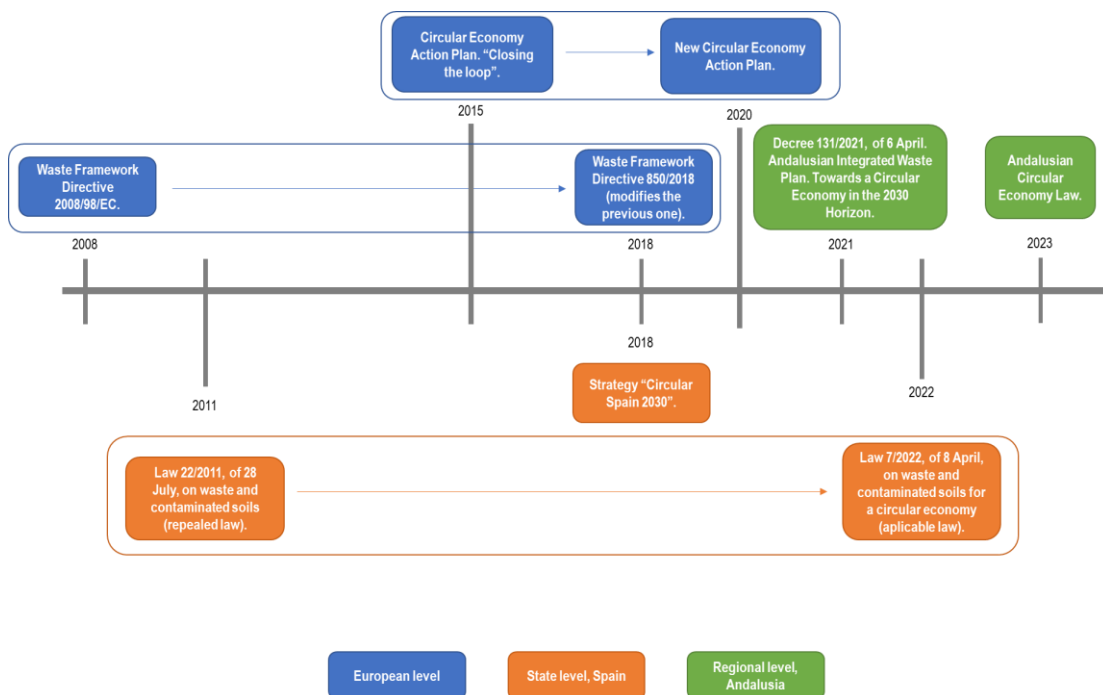 Circular Economy
Action Plan. “Closing
the loop”.
New Circular Economy
Action Plan.
2015
2020
Waste Framework
Directive
2008/98/EC.
Waste Framework
Directive 850/2018
(modifies the
previous one).
Decree 131/2021, of 6 April.
Andalusian Integrated Waste
Plan. Towards a Circular
Economy in the 2030
Horizon.
Andalusian
Circular
Economy Law.
2008
2018
2021
2023
2011
2018
2022
Strategy “Circular
Spain 2030”.
Law 22/2011, of 28
July, on waste and
contaminated soils
(repealed law).
Law 7/2022, of 8 April,
on waste and
contaminated soils for
a circular economy
(aplicable law).
European level
State level, Spain
Regional level,
Andalusia